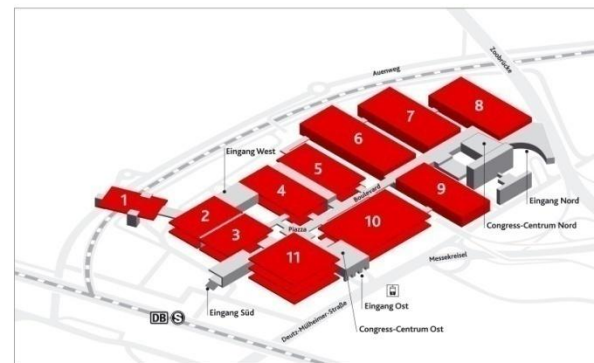 Zoobrücke
Auenweg
8
7
6
Eingang West
5
4
Boulevard
9
Eingang Nord
1
2
3
Piazza
10
Congress-Centrum Nord
11
Messekreisel
Eingang Süd
Eingang Ost
DB S
Deutz-Mülheimer-Straße
Congress-Centrum Ost